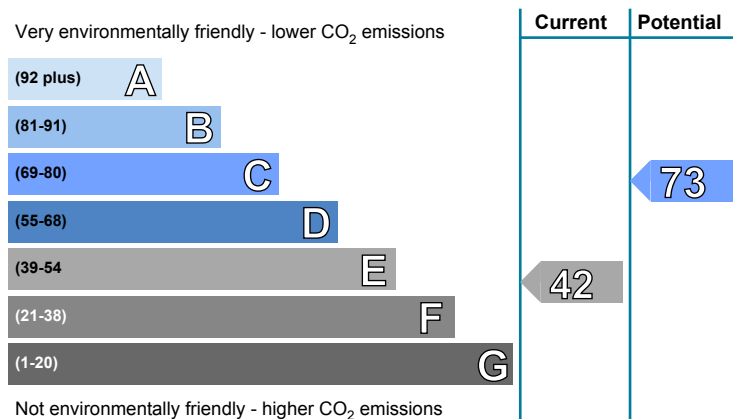 Very environmentally friendly - lower CO₂ emissions
Current
Potential
(92 plus) A
(81-91) B
(69-80) C
73
(55-68) D
(39-54 E
42
(21-38) F
(1-20) G
Not environmentally friendly - higher CO₂ emissions